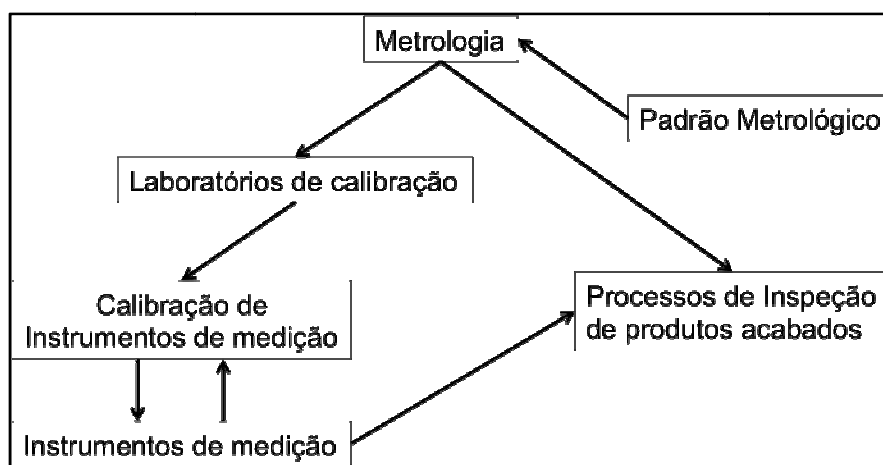 Metrologia
Padrão Metrológico
Laboratórios de calibração
Calibração de
Instrumentos de medição
Processos de Inspeção
de produtos acabados
Instrumentos de medição